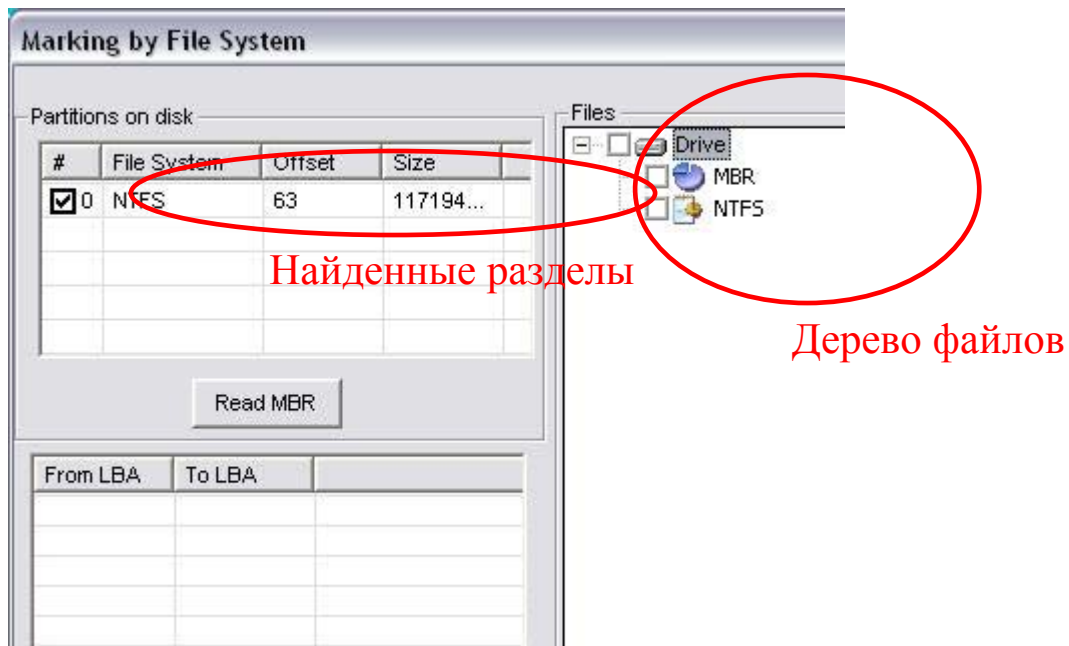 Marking by File System
Partitions on disk
# File System Offset Size
0 NTFS 63 117194...
Найденные разделы
Read MBR
From LBA To LBA
Files
Drive
MBR
NTFS
Дерево файлов